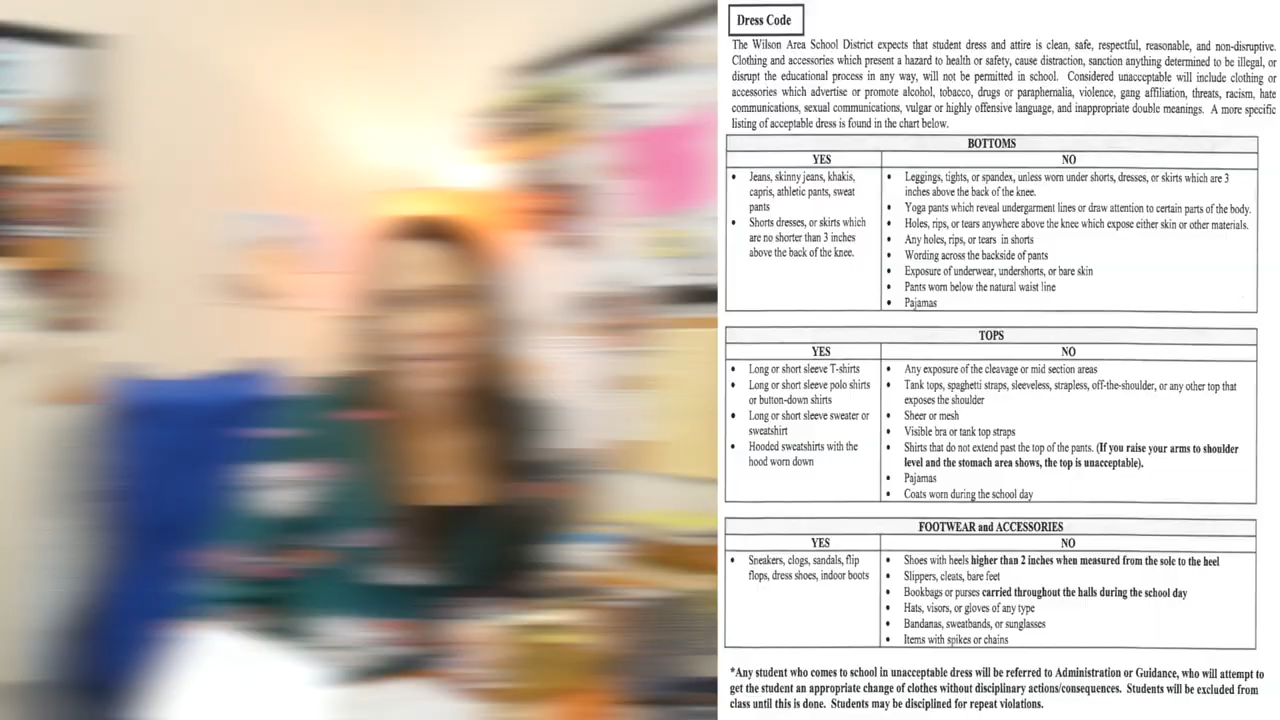 Dress Code
The Wilson Area School District expects that student dress and attire is clean, safe, respectful, reasonable, and non-disruptive.
Clothing and accessories which present a hazard to health or safety, cause distraction, sanction anything determined to be illegal, or
disrupt the educational process in any way, will not be permitted in school. Considered unacceptable will include clothing or
accessories which advertise or promote alcohol, tobacco, drugs or paraphernalia, violence, gang affiliation, threats, racism, hate
communications, sexual communications, vulgar or highly offensive language, and inappropriate double meanings. A more specific
listing of acceptable dress is found in the chart below.
BOTTOMS
YES
• Jeans, skinny jeans, khakis,
capris, athletic pants, sweat
pants
• Shorts dresses, or skirts which
are no shorter than 3 inches
above the back of the knee.
NO
• Leggings, tights, or spandex, unless worn under shorts, dresses, or skirts which are 3
inches above the back of the knee.
• Yoga pants which reveal undergarment lines or draw attention to certain parts of the body.
• Holes, rips, or tears anywhere above the knee which expose either skin or other materials.
• Any holes, rips, or tears in shorts
• Wording across the backside of pants
• Exposure of underwear, undershorts, or bare skin
• Pants worn below the natural waist line
• Pajamas
TOPS
YES
• Long or short sleeve T-shirts
• Long or short sleeve polo shirts
or button-down shirts
• Long or short sleeve sweater or
sweatshirt
• Hooded sweatshirts with the
hood worn down
NO
• Any exposure of the cleavage or mid section areas
• Tank tops, spaghetti straps, sleeveless, strapless, off-the-shoulder, or any other top that
exposes the shoulder
• Sheer or mesh
• Visible bra or tank top straps
• Shirts that do not extend past the top of the pants. (If you raise your arms to shoulder
level and the stomach area shows, the top is unacceptable).
• Pajamas
• Coats worn during the school day
FOOTWEAR and ACCESSORIES
YES
• Sneakers, clogs, sandals, flip
flops, dress shoes, indoor boots
NO
• Shoes with heels higher than 2 inches when measured from the sole to the heel
• Slippers, cleats, bare feet
• Bookbags or purses carried throughout the halls during the school day
• Hats, visors, or gloves of any type
• Bandanas, sweatbands, or sunglasses
• Items with spikes or chains
*Any student who comes to school in unacceptable dress will be referred to Administration or Guidance, who will attempt to
get the student an appropriate change of clothes without disciplinary actions/consequences. Students will be excluded from
class until this is done. Students may be disciplined for repeat violations.